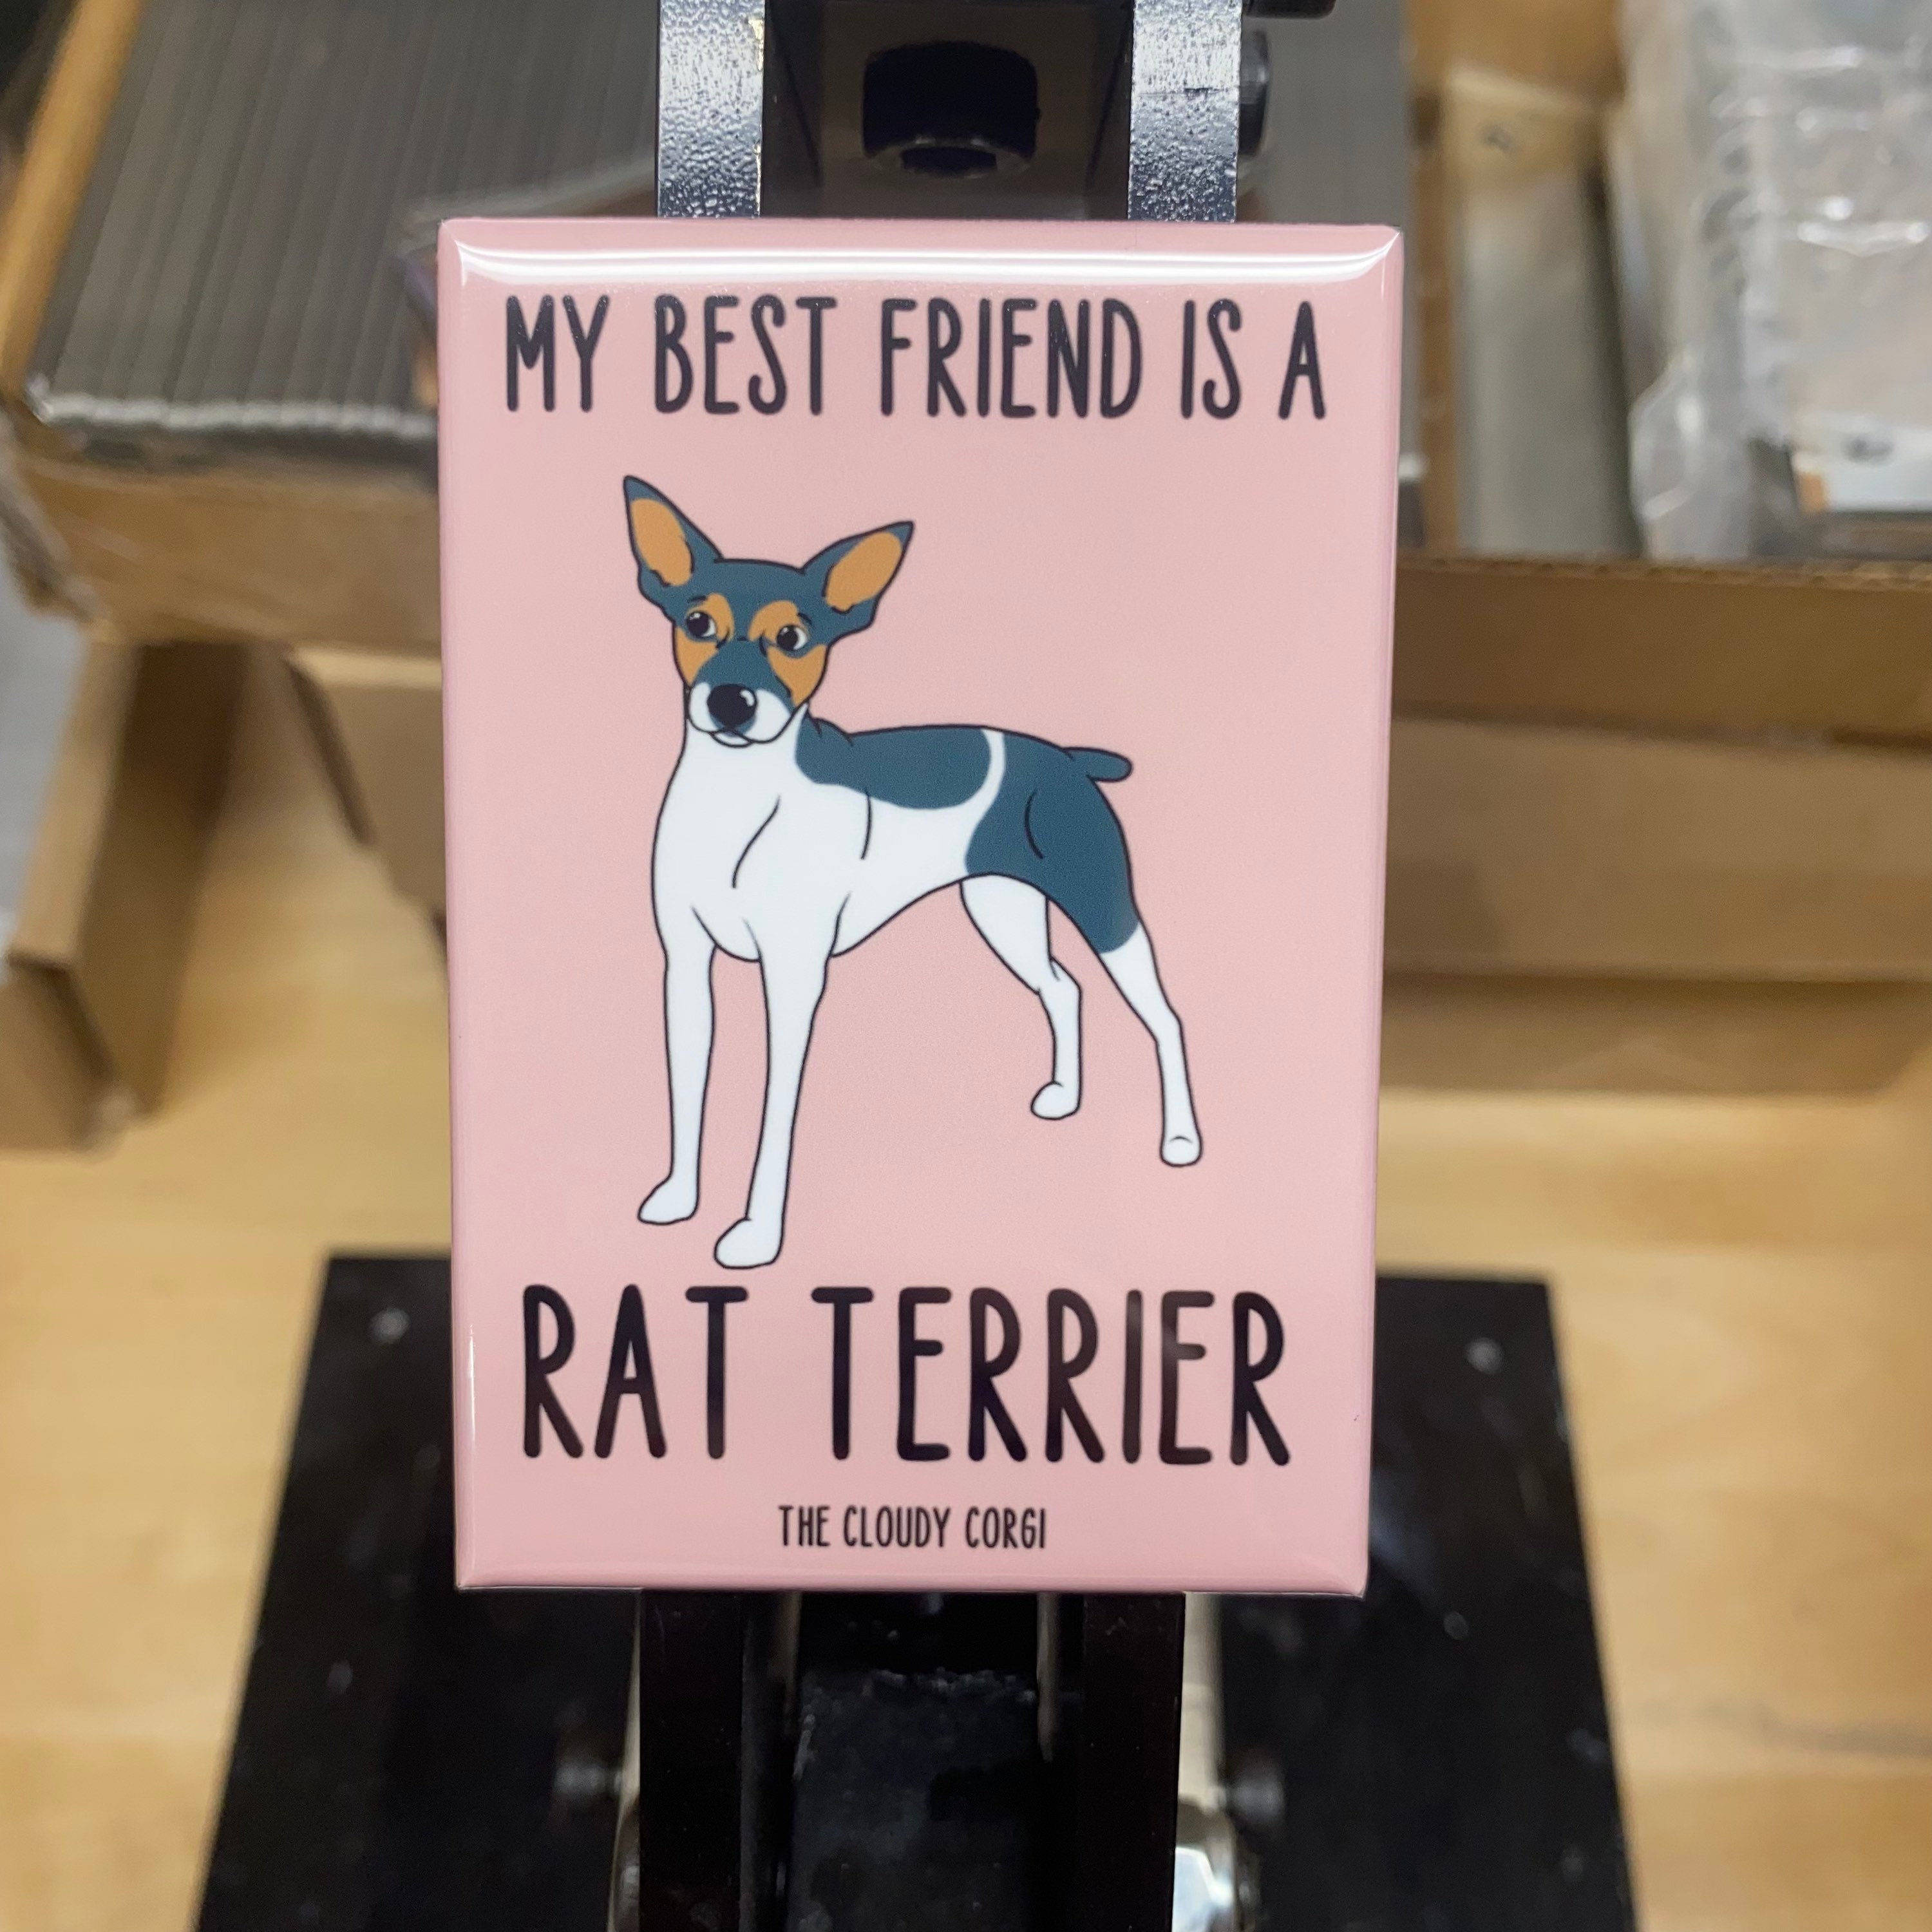 MY BEST FRIEND IS A
RAT TERRIER
THE CLOUDY CORGI